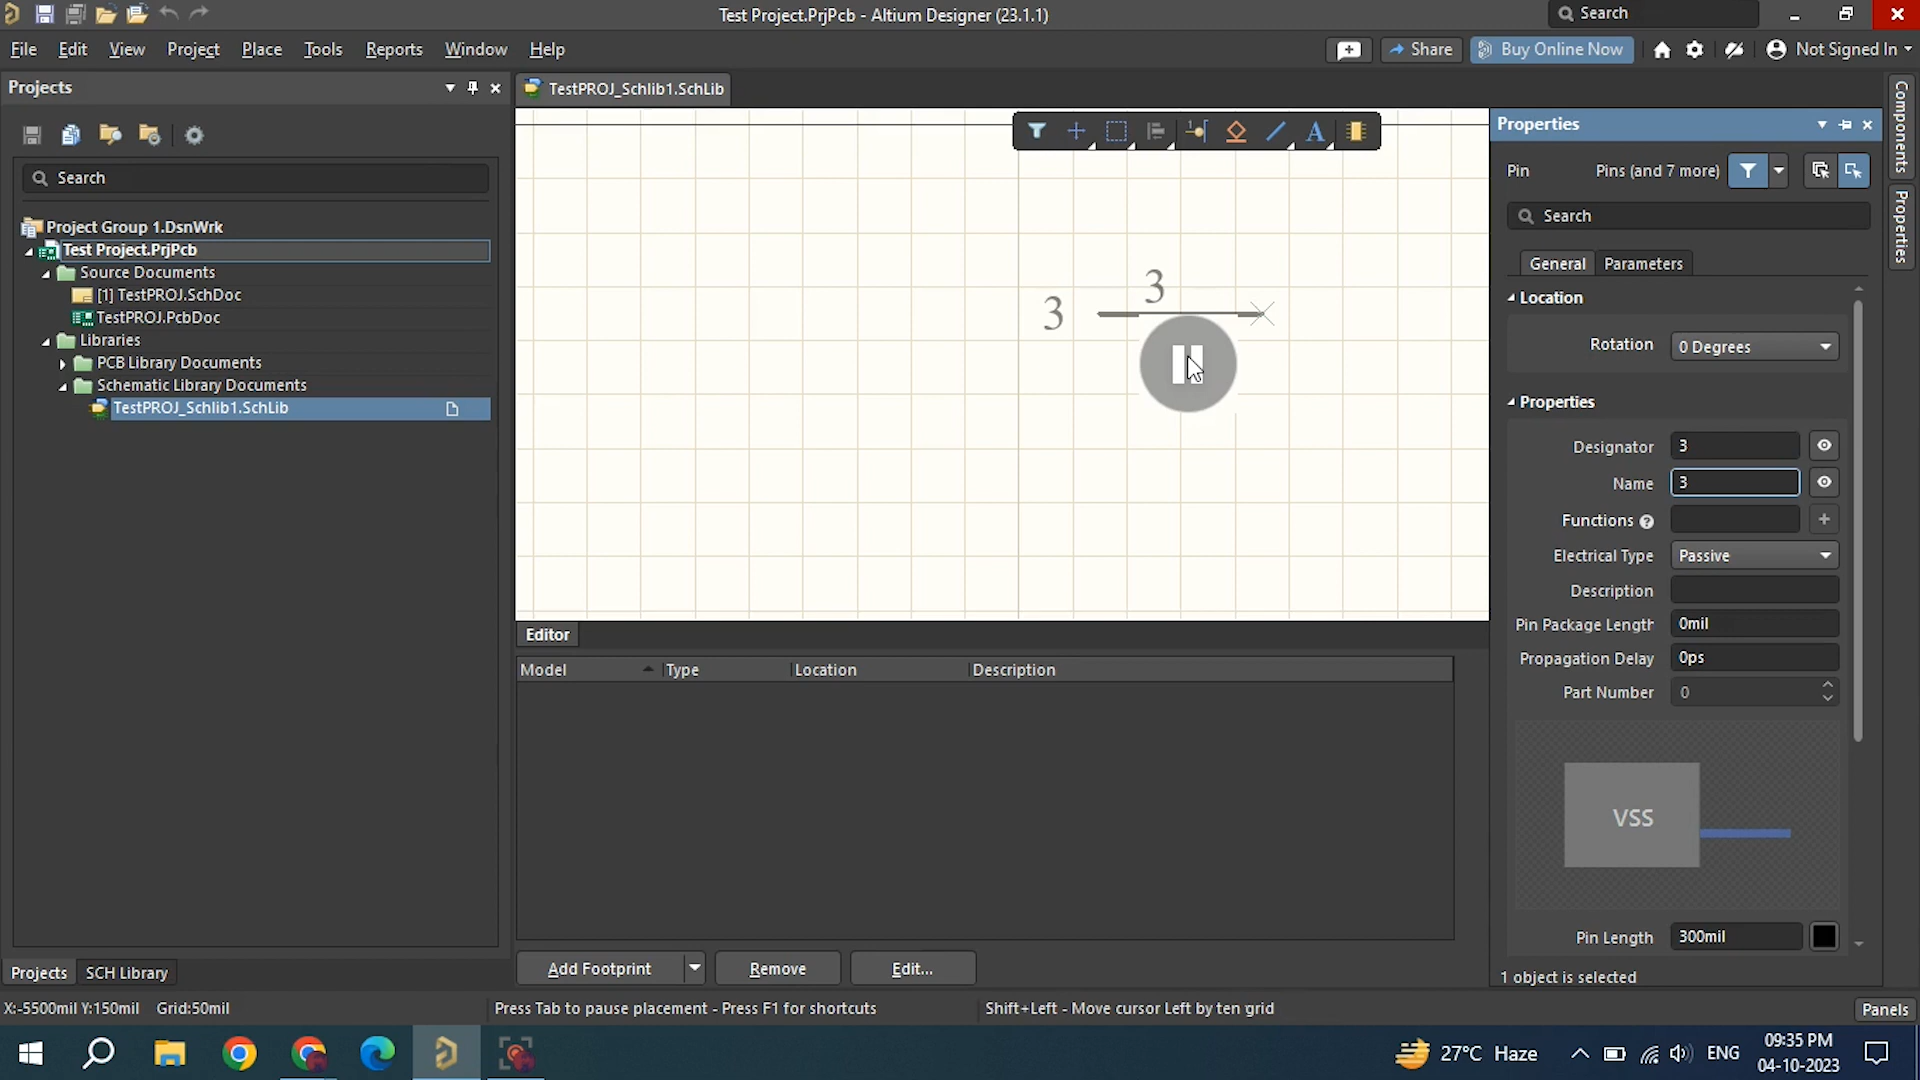 Test Project.PrjPcb - Altium Designer (23.1.1)
Search
File Edit View Project Place Tools Reports Window Help
Share
Buy Online Now
Not Signed In
Projects
TestPROJ_Schlib1.SchLib
Properties
Components
Properties
Pin
Pins (and 7 more)
Search
Search
Project Group 1.DsnWrk
Test Project.PrjPcb
Source Documents
[1] TestPROJ.SchDoc
TestPROJ.PcbDoc
Libraries
PCB Library Documents
Schematic Library Documents
TestPROJ_Schlib1.SchLib
3
3
General
Parameters
Location
Rotation
0 Degrees
Properties
Designator
3
Name
3
Functions
Electrical Type
Passive
Description
Pin Package Length
0mil
Propagation Delay
0ps
Part Number
0
VSS
Pin Length
300mil
1 object is selected
Editor
Model
Type
Location
Description
Add Footprint
Remove
Edit...
Projects
SCH Library
X:-5500mil Y:150mil Grid:50mil
Press Tab to pause placement - Press F1 for shortcuts
Shift+Left - Move cursor Left by ten grid
Panels
27°C Haze
ENG
09:35 PM
04-10-2023